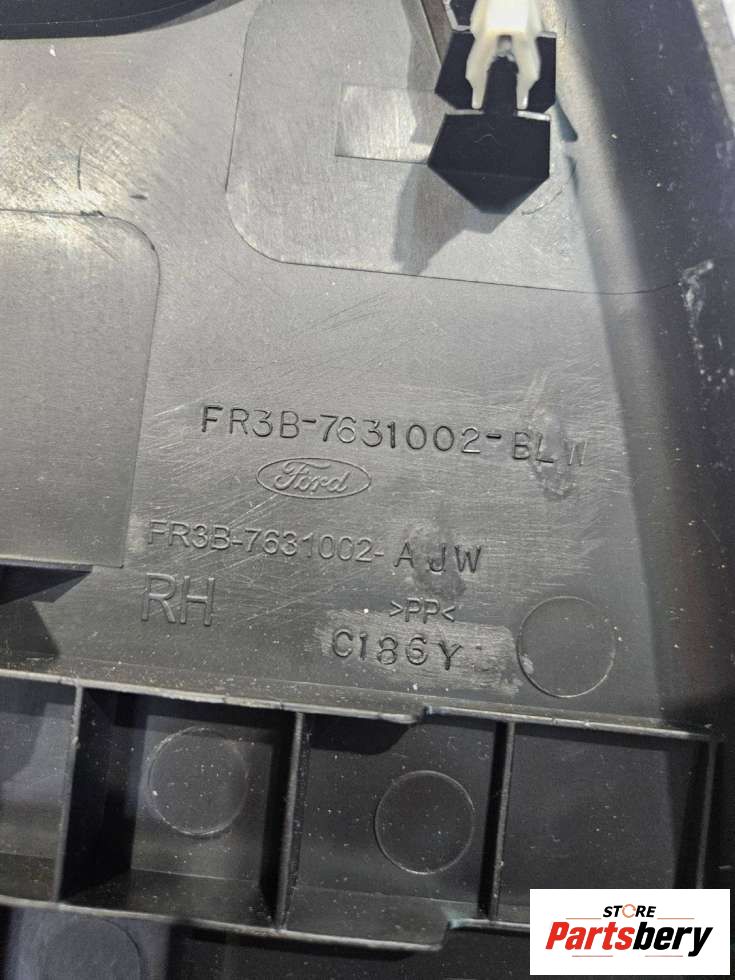 FR3B-7631002-BLW
Ford
FR3B-7631002-AJW
RH
>PP<
C186Y
STORE
Partsbery